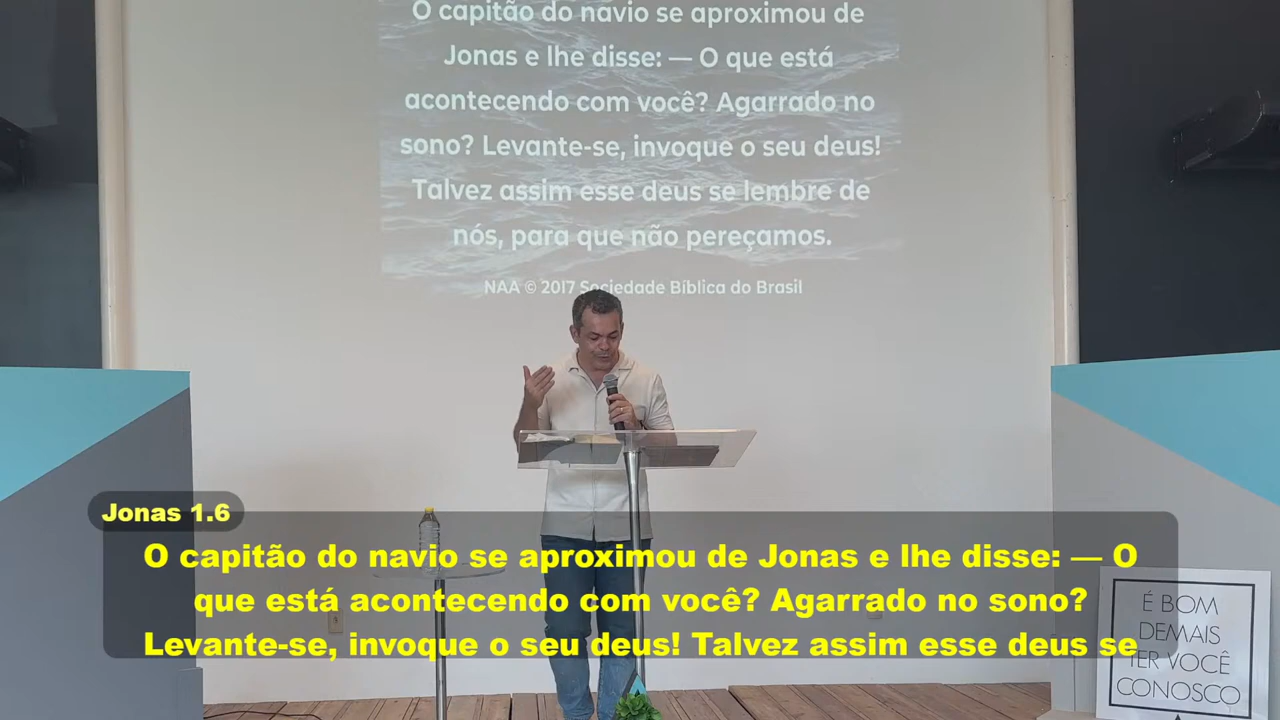 O capitão do navio se aproximou de
Jonas e lhe disse: — O que está
acontecendo com você? Agarrado no
sono? Levante-se, invoque o seu deus!
Talvez assim esse deus se lembre de
nós, para que não pereçamos.
NAA © 2017 Sociedade Bíblica do Brasil
Jonas 1.6
O capitão do navio se aproximou de Jonas e lhe disse: — O
que está acontecendo com você? Agarrado no sono?
Levante-se, invoque o seu deus! Talvez assim esse deus se
É BOM
DEMAIS
TER VOCÊ
CONOSCO